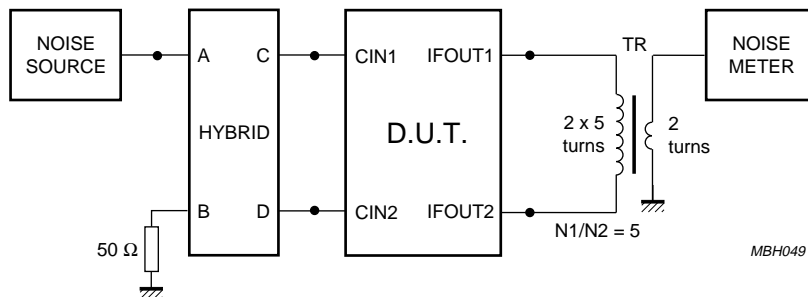 NOISE
SOURCE
A
C
HYBRID
B
D
50 Ω
CIN1
IFOUT1
D.U.T.
CIN2
IFOUT2
TR
2 x 5
turns
2
turns
N1/N2 = 5
NOISE
METER
MBH049